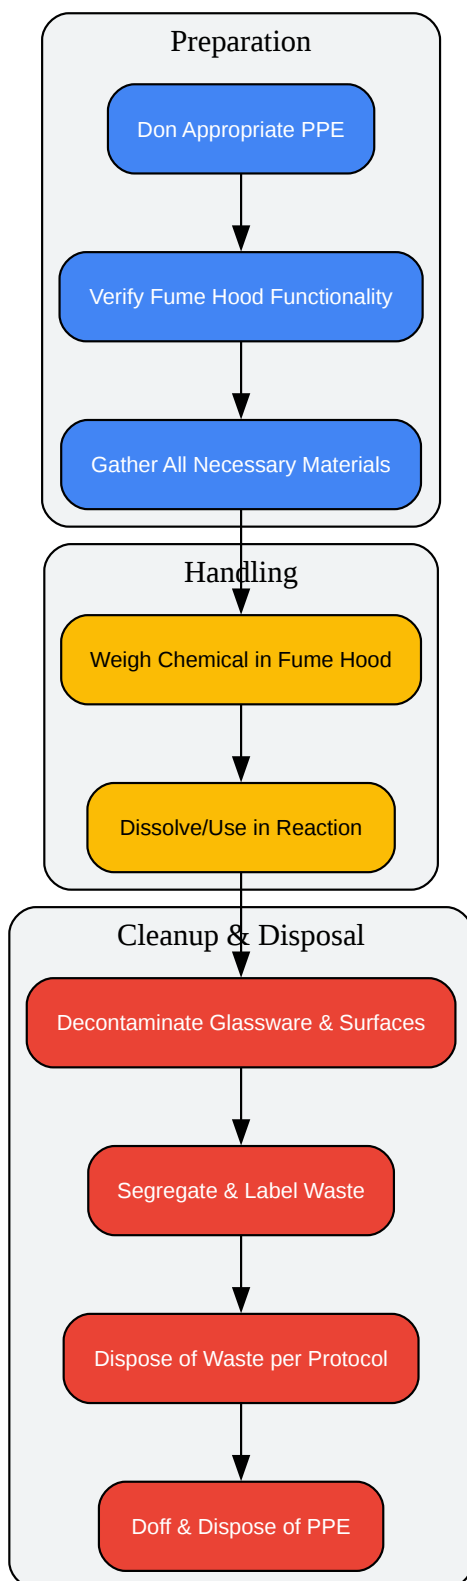 Preparation
Don Appropriate PPE
Verify Fume Hood Functionality
Gather All Necessary Materials
Handling
Weigh Chemical in Fume Hood
Dissolve/Use in Reaction
Cleanup & Disposal
Decontaminate Glassware & Surfaces
Segregate & Label Waste
Dispose of Waste per Protocol
Doff & Dispose of PPE